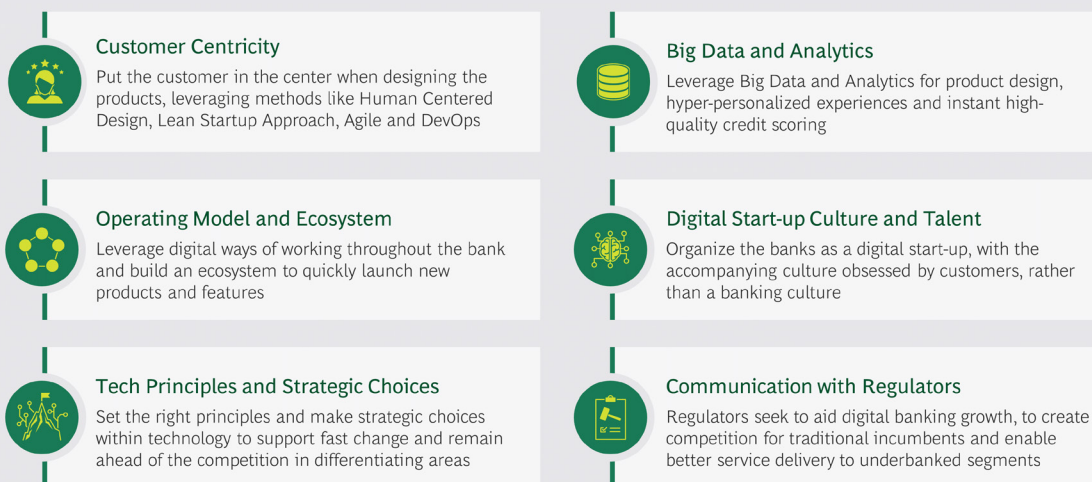 Customer Centricity
Put the customer in the center when designing the
products, leveraging methods like Human Centered
Design, Lean Startup Approach, Agile and DevOps
Big Data and Analytics
Leverage Big Data and Analytics for product design,
hyper-personalized experiences and instant high-
quality credit scoring
Operating Model and Ecosystem
Leverage digital ways of working throughout the bank
and build an ecosystem to quickly launch new
products and features
Digital Start-up Culture and Talent
Organize the banks as a digital start-up, with the
accompanying culture obsessed by customers, rather
than a banking culture
Tech Principles and Strategic Choices
Set the right principles and make strategic choices
within technology to support fast change and remain
ahead of the competition in differentiating areas
Communication with Regulators
Regulators seek to aid digital banking growth, to create
competition for traditional incumbents and enable
better service delivery to underbanked segments